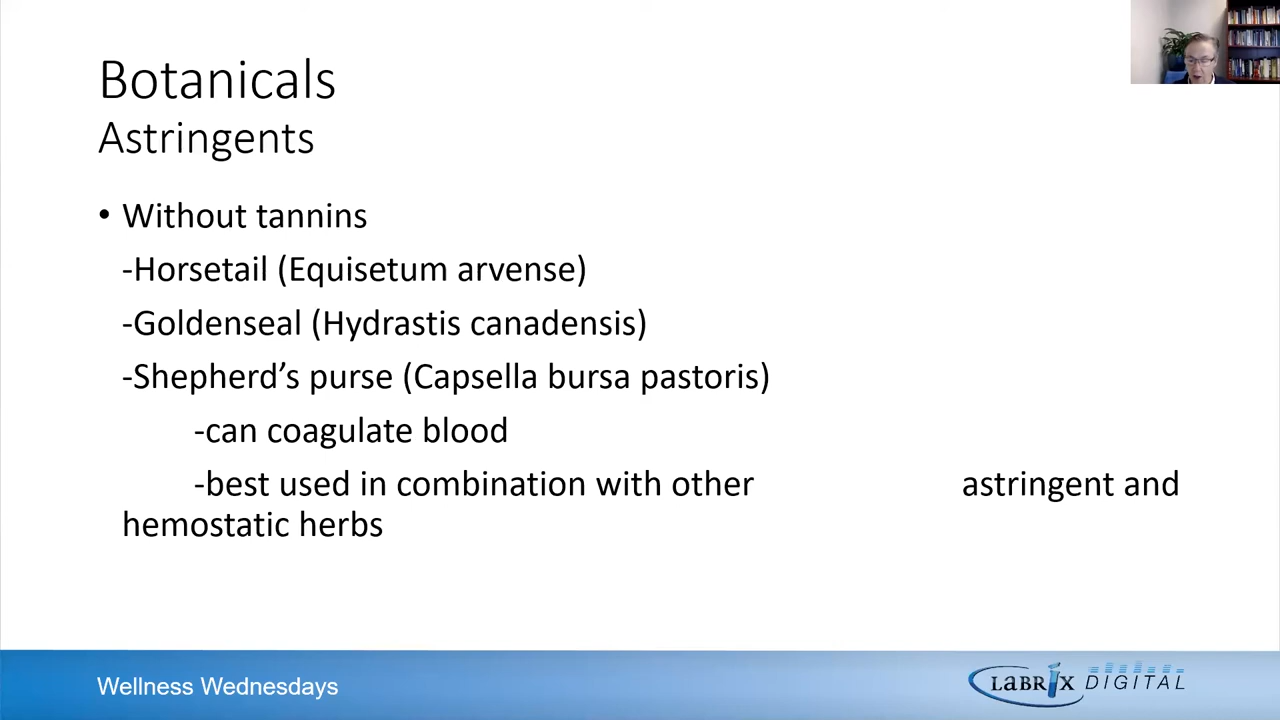 Botanicals
Astringents
• Without tannins
-Horsetail (Equisetum arvense)
-Goldenseal (Hydrastis canadensis)
-Shepherd’s purse (Capsella bursa pastoris)
-can coagulate blood
-best used in combination with other astringent and
hemostatic herbs
Wellness Wednesdays
LABRIX DIGITAL